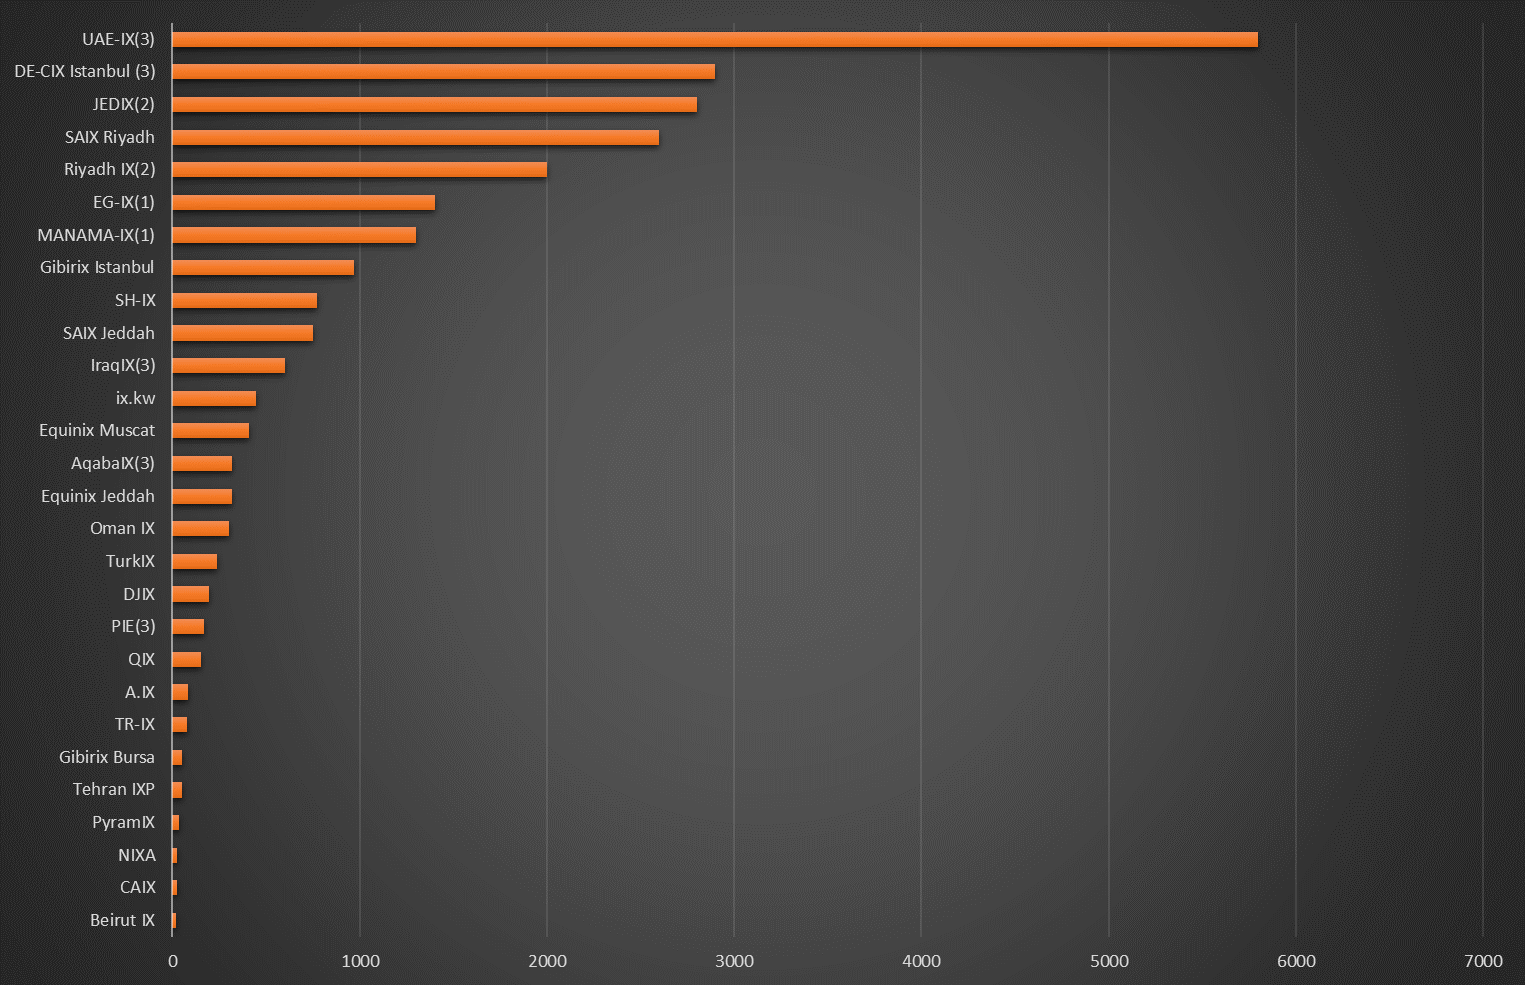 UAE-IX(3)
DE-CIX Istanbul (3)
JEDIX(2)
SAIX Riyadh
Riyadh IX(2)
EG-IX(1)
MANAMA-IX(1)
Gibirix Istanbul
SH-IX
SAIX Jeddah
IraqIX(3)
ix.kw
Equinix Muscat
AqabaIX(3)
Equinix Jeddah
Oman IX
TurkIX
DJIX
PIE(3)
QIX
A.IX
TR-IX
Gibirix Bursa
Tehran IXP
PyramIX
NIXA
CAIX
Beirut IX
0 1000 2000 3000 4000 5000 6000 7000